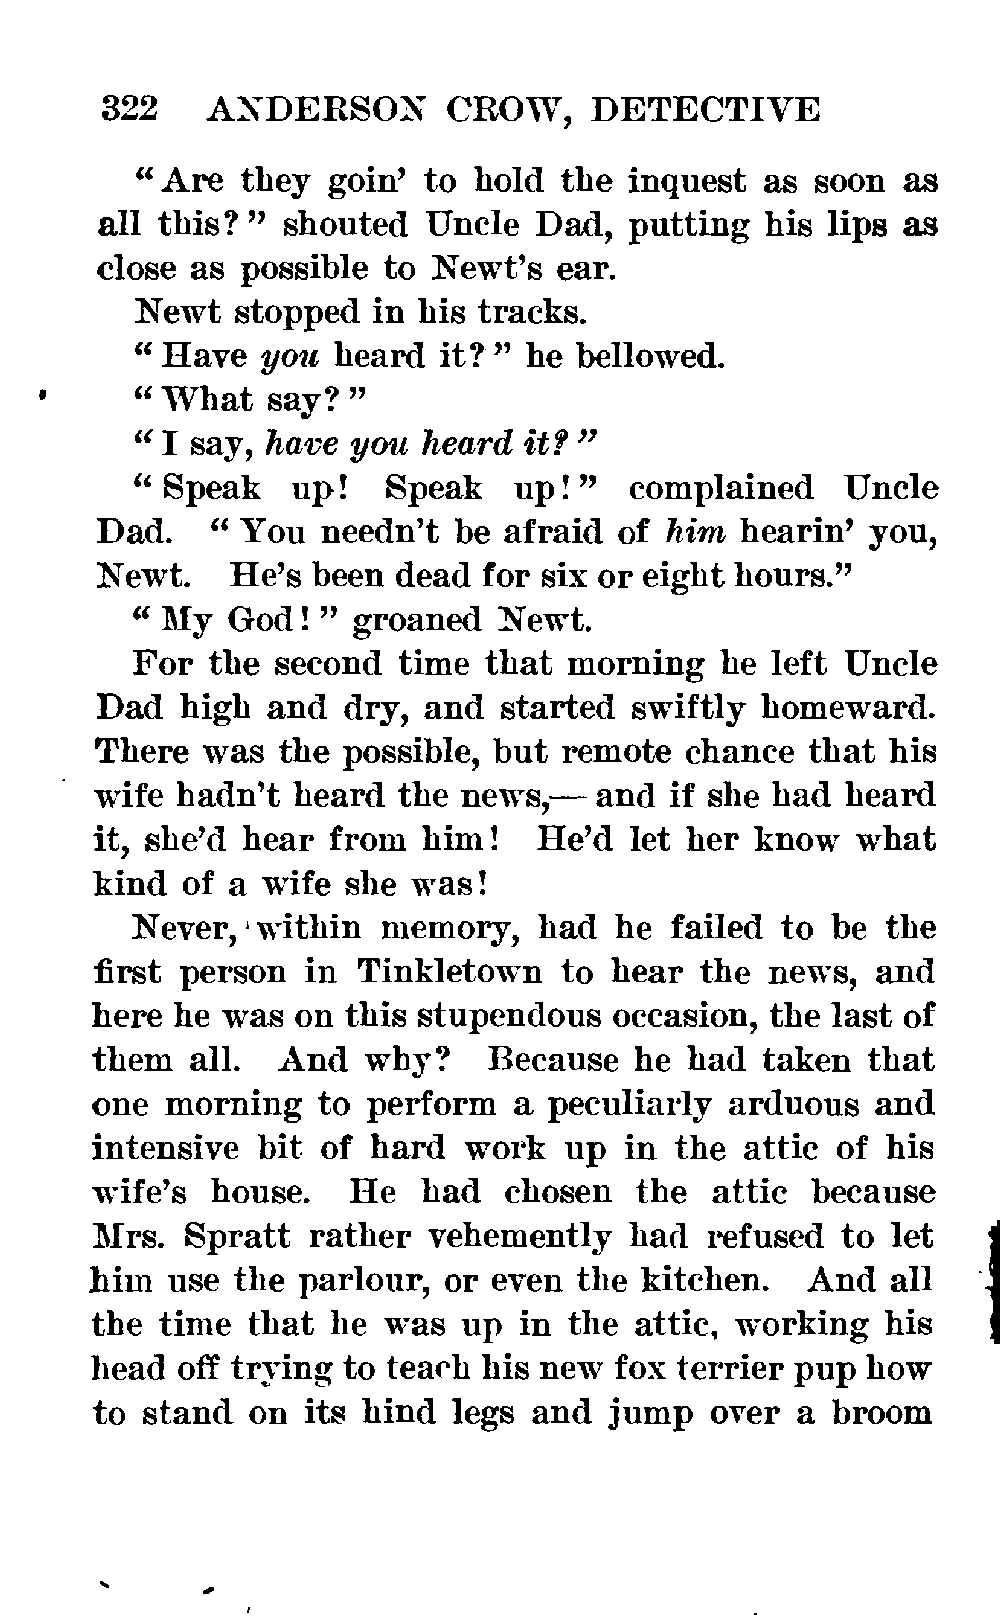 322 ANDERSON CROW, DETECTIVE
“Are they goin’ to hold the inquest as soon as
all this?” shouted Uncle Dad, putting his lips as
close as possible to Newt’s ear.
Newt stopped in his tracks.
“Have you heard it?” he bellowed.
“What say?”
“I say, have you heard it?”
“Speak up! Speak up!” complained Uncle
Dad. “You needn’t be afraid of him hearin’ you,
Newt. He’s been dead for six or eight hours.”
“My God!” groaned Newt.
For the second time that morning he left Uncle
Dad high and dry, and started swiftly homeward.
There was the possible, but remote chance that his
wife hadn’t heard the news,— and if she had heard
it, she’d hear from him! He’d let her know what
kind of a wife she was!
Never, within memory, had he failed to be the
first person in Tinkletown to hear the news, and
here he was on this stupendous occasion, the last of
them all. And why? Because he had taken that
one morning to perform a peculiarly arduous and
intensive bit of hard work up in the attic of his
wife’s house. He had chosen the attic because
Mrs. Spratt rather vehemently had refused to let
him use the parlour, or even the kitchen. And all
the time that he was up in the attic, working his
head off trying to teach his new fox terrier pup how
to stand on its hind legs and jump over a broom